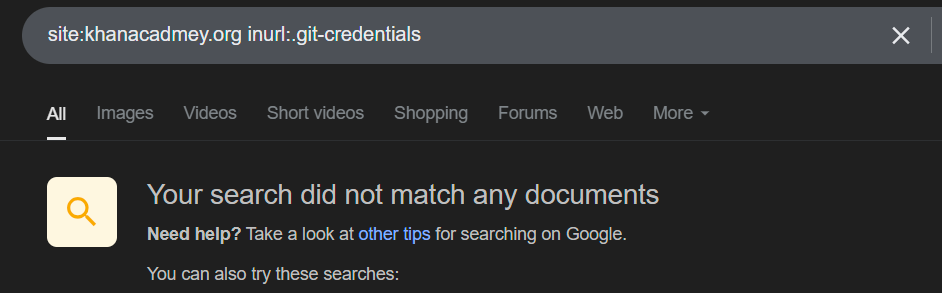 site:khanacadmey.org inurl:.git-credentials
All Images Videos Short videos Shopping Forums Web More
Your search did not match any documents
Need help? Take a look at other tips for searching on Google.
You can also try these searches: